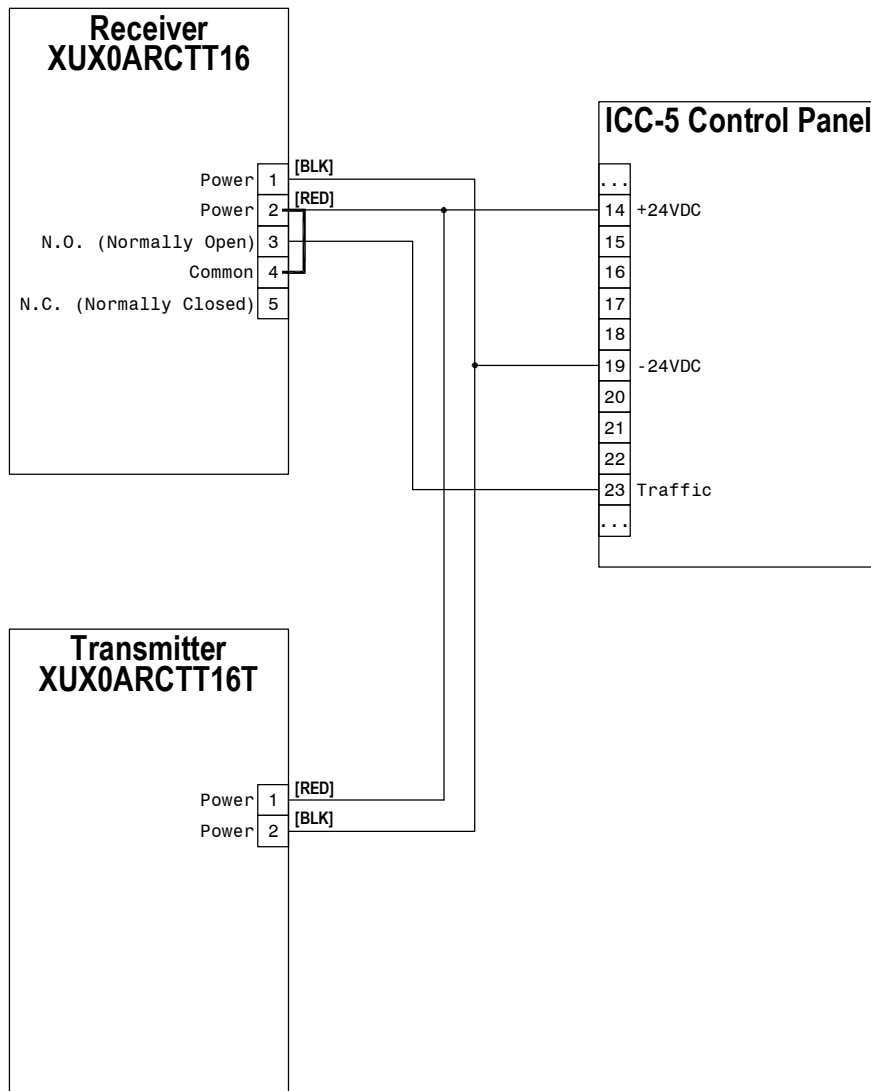 Receiver
XUX0ARCTT16
Power 1 [BLK]
Power 2 [RED]
N.O. (Normally Open) 3
Common 4
N.C. (Normally Closed) 5
ICC-5 Control Panel
...
14 +24VDC
15
16
17
18
19 -24VDC
20
21
22
23 Traffic
...
Transmitter
XUX0ARCTT16T
Power 1 [RED]
Power 2 [BLK]